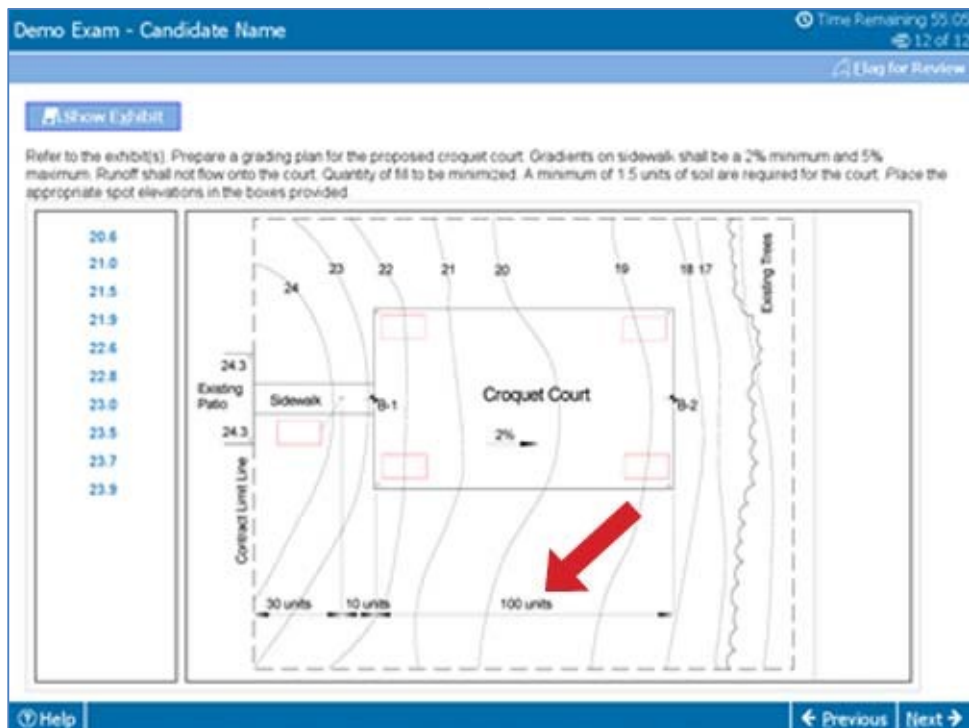 Demo Exam - Candidate Name
Time Remaining 55:05
12 of 12
Flag for Review
Show Exhibit
Refer to the exhibit(s). Prepare a grading plan for the proposed croquet court. Gradients on sidewalk shall be a 2% minimum and 5%
maximum. Runoff shall not flow onto the court. Quantity of fill to be minimized. A minimum of 1.5 units of soil are required for the court. Place the
appropriate spot elevations in the boxes provided.
20.6
21.0
21.5
21.9
22.6
22.8
23.0
23.5
23.7
23.9
24
23
22
21
20
19
18
17
Existing Trees
24.3
Existing
Patio
Sidewalk
24.3
B-1
Croquet Court
B-2
2%
Contract Limit Line
30 units
10 units
100 units
Help
Previous
Next